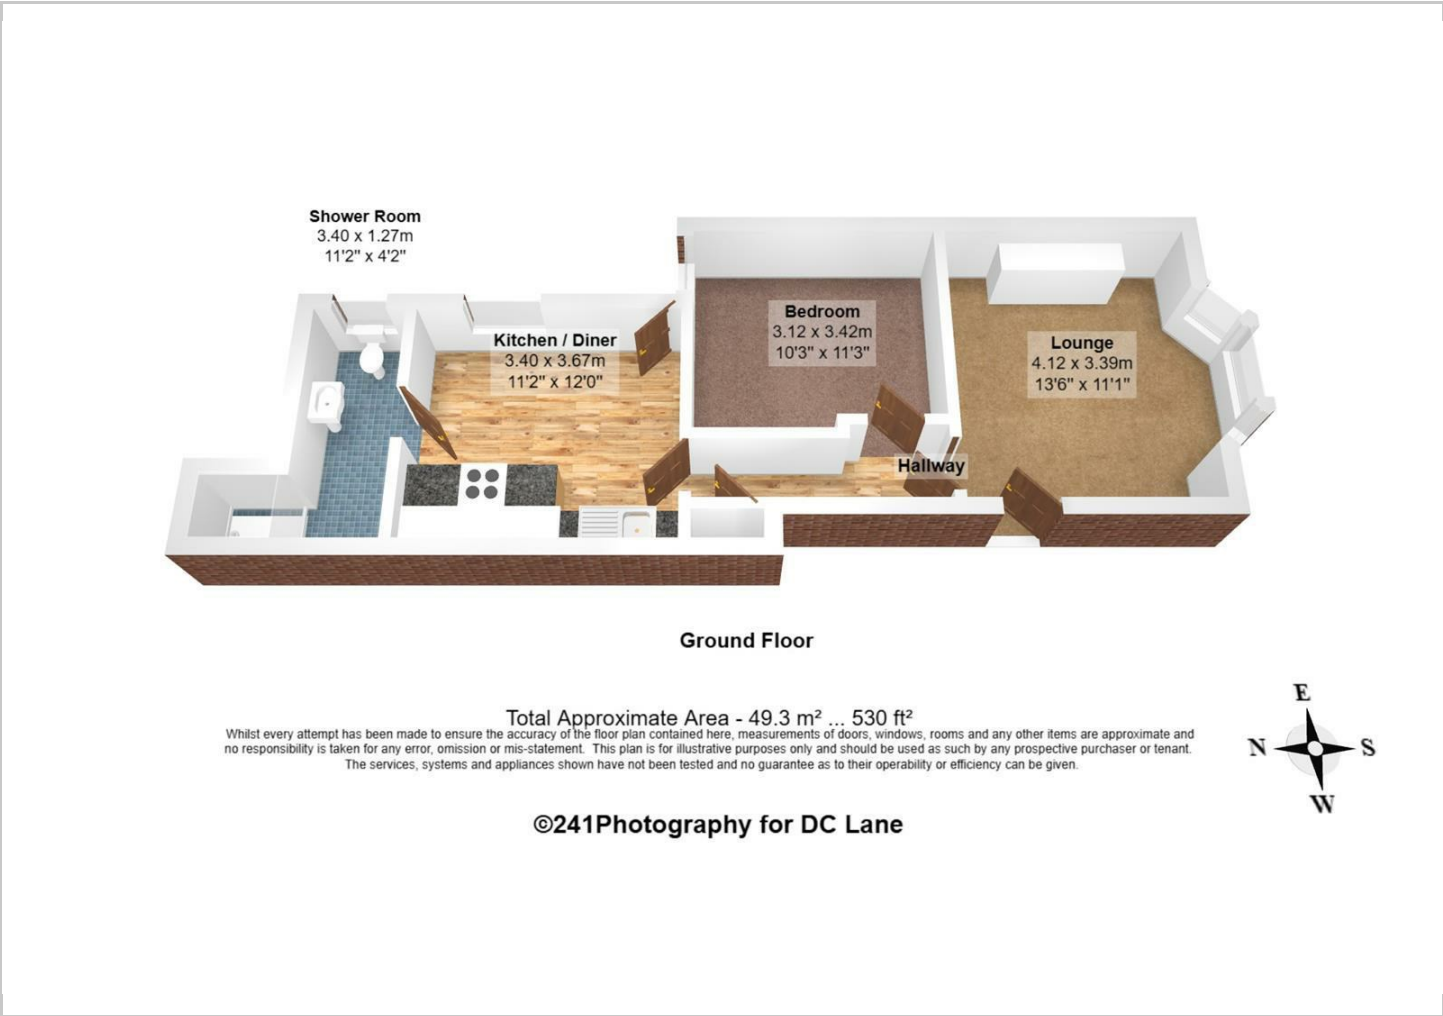 Shower Room
3.40 x 1.27m
11'2" x 4'2"
Kitchen / Diner
3.40 x 3.67m
11'2" x 12'0"
Bedroom
3.12 x 3.42m
10'3" x 11'3"
Lounge
4.12 x 3.39m
13'6" x 11'1"
Hallway
Ground Floor
Total Approximate Area - 49.3 m² ... 530 ft²
Whilst every attempt has been made to ensure the accuracy of the floor plan contained here, measurements of doors, windows, rooms and any other items are approximate and
no responsibility is taken for any error, omission or mis-statement. This plan is for illustrative purposes only and should be used as such by any prospective purchaser or tenant.
The services, systems and appliances shown have not been tested and no guarantee as to their operability or efficiency can be given.
©241Photography for DC Lane
E
N S
W